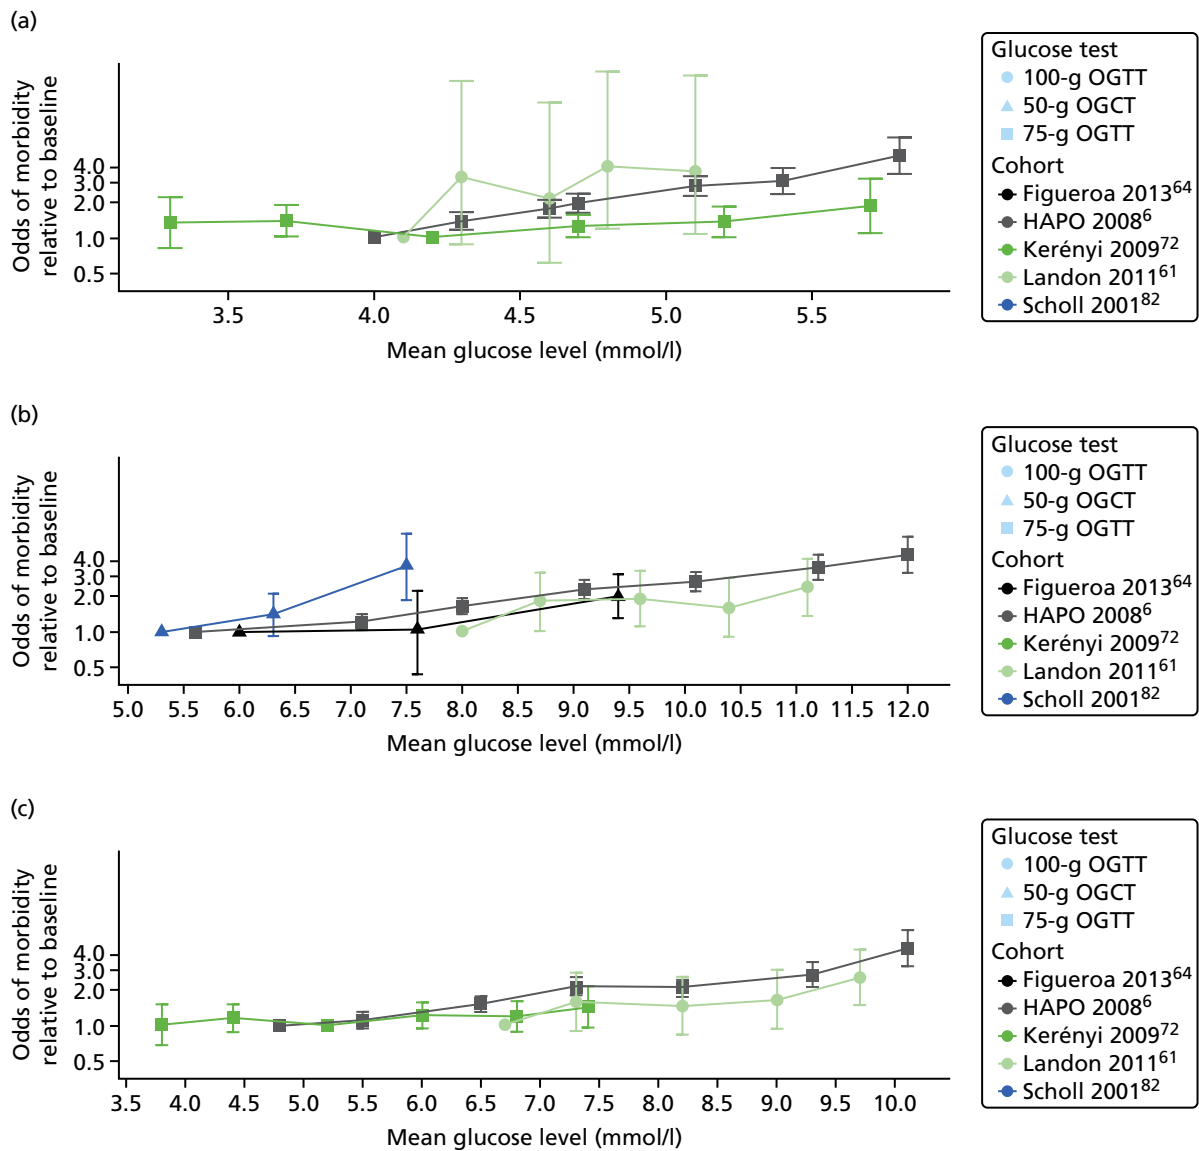 (a)
Odds of morbidity
relative to baseline
4.0
3.0
2.0
1.0
0.5
3.5 4.0 4.5 5.0 5.5
Mean glucose level (mmol/l)
Glucose test
100-g OGTT
50-g OGCT
75-g OGTT
Cohort
Figueroa 2013⁶⁴
HAPO 2008⁶
Kerényi 2009⁷²
Landon 2011⁶¹
Scholl 2001⁸²
(b)
Odds of morbidity
relative to baseline
4.0
3.0
2.0
1.0
0.5
5.0 5.5 6.0 6.5 7.0 7.5 8.0 8.5 9.0 9.5 10.0 10.5 11.0 11.5 12.0
Mean glucose level (mmol/l)
Glucose test
100-g OGTT
50-g OGCT
75-g OGTT
Cohort
Figueroa 2013⁶⁴
HAPO 2008⁶
Kerényi 2009⁷²
Landon 2011⁶¹
Scholl 2001⁸²
(c)
Odds of morbidity
relative to baseline
4.0
3.0
2.0
1.0
0.5
3.5 4.0 4.5 5.0 5.5 6.0 6.5 7.0 7.5 8.0 8.5 9.0 9.5 10.0
Mean glucose level (mmol/l)
Glucose test
100-g OGTT
50-g OGCT
75-g OGTT
Cohort
Figueroa 2013⁶⁴
HAPO 2008⁶
Kerényi 2009⁷²
Landon 2011⁶¹
Scholl 2001⁸²